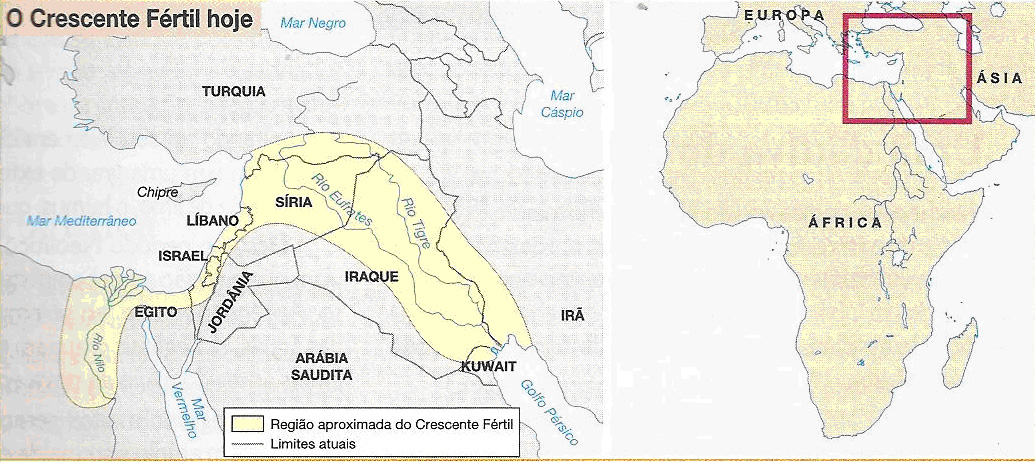 O Crescente Fértil hoje
Mar Negro
TURQUIA
Mar
Cáspio
Chipre
Mar Mediterrâneo
SÍRIA
Rio Eufrates
Rio Tigre
LÍBANO
ISRAEL
IRAQUE
JORDÂNIA
EGITO
IRÃ
Rio Nilo
ARÁBIA
SAUDITA
KUWAIT
Mar
Vermelho
Golfo Pérsico
Região aproximada do Crescente Fértil
Limites atuais
EUROPA
ÁSIA
ÁFRICA